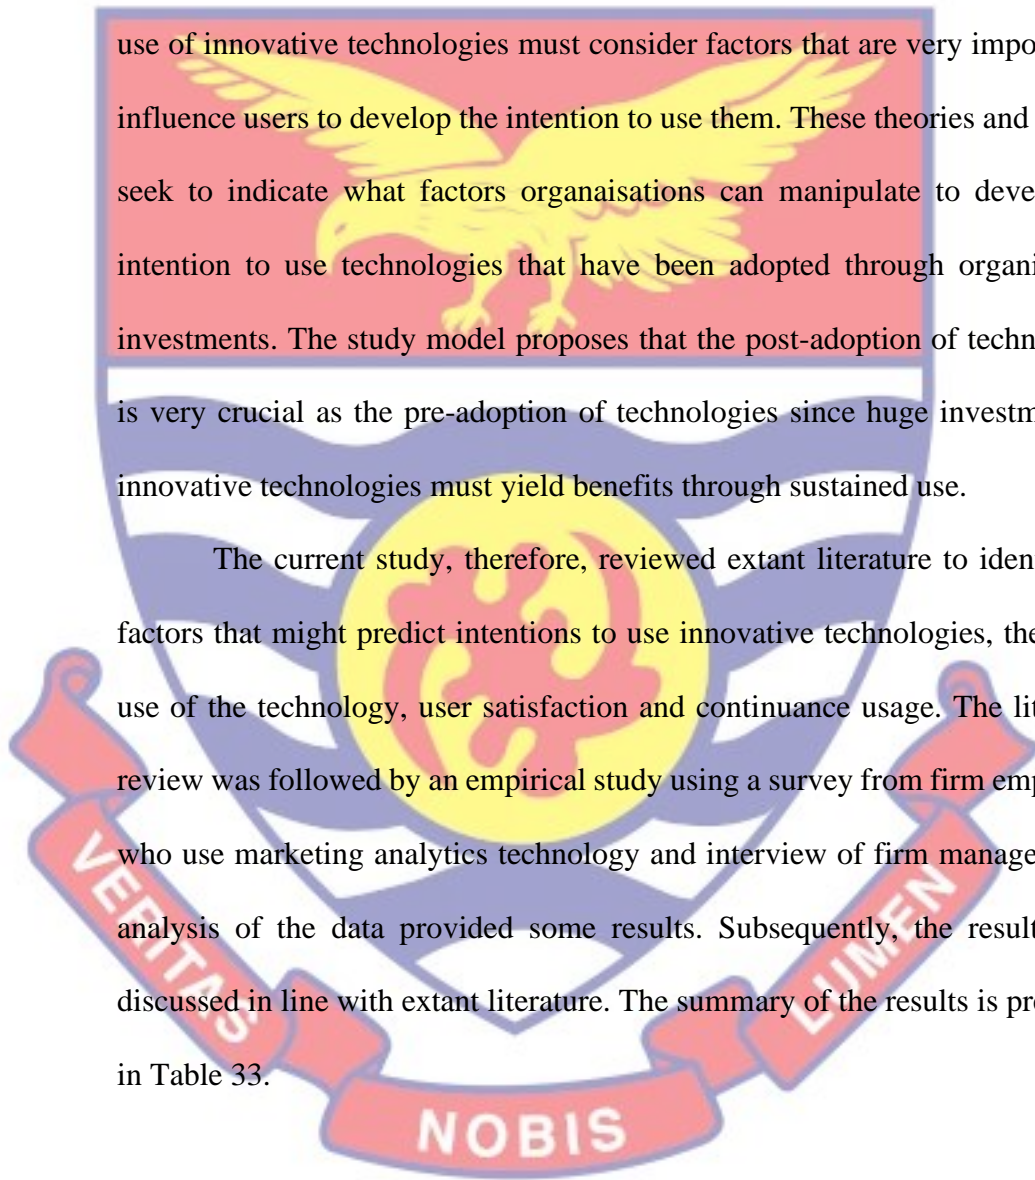 use of innovative technologies must consider factors that are very impo
influence users to develop the intention to use them. These theories and
seek to indicate what factors organaisations can manipulate to deve
intention to use technologies that have been adopted through organi
investments. The study model proposes that the post-adoption of techn
is very crucial as the pre-adoption of technologies since huge investm
innovative technologies must yield benefits through sustained use.
The current study, therefore, reviewed extant literature to iden
factors that might predict intentions to use innovative technologies, the
use of the technology, user satisfaction and continuance usage. The lit
review was followed by an empirical study using a survey from firm emp
who use marketing analytics technology and interview of firm manage
analysis of the data provided some results. Subsequently, the result
discussed in line with extant literature. The summary of the results is pr
in Table 33.
VERITAS
NOBIS
LUMEN